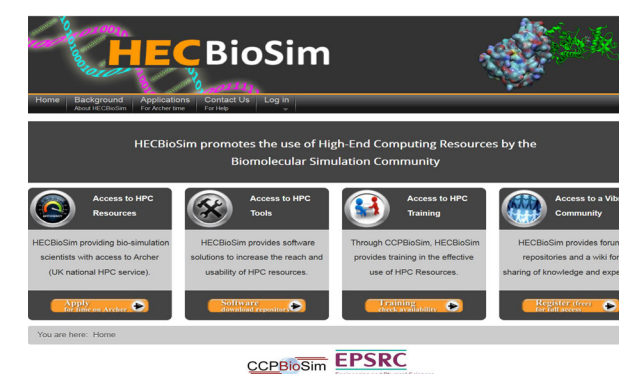 HECBioSim
Home Background Applications Contact Us Log in
About HECBioSim For Archer time For Help
HECBioSim promotes the use of High-End Computing Resources by the
Biomolecular Simulation Community
Access to HPC
Resources
HECBioSim providing bio-simulation
scientists with access to Archer
(UK national HPC service).
Apply
for time on Archer
Access to HPC
Tools
HECBioSim provides software
solutions to increase the reach and
usability of HPC resources.
Software
download repository
Access to HPC
Training
Through CCPBioSim, HECBioSim
provides training in the effective
use of HPC Resources.
Training
check availability
Access to a Vib
Community
HECBioSim provides forum
repositories and a wiki for
sharing of knowledge and expe
Register (free)
for full access
You are here: Home
CCPBioSim EPSRC